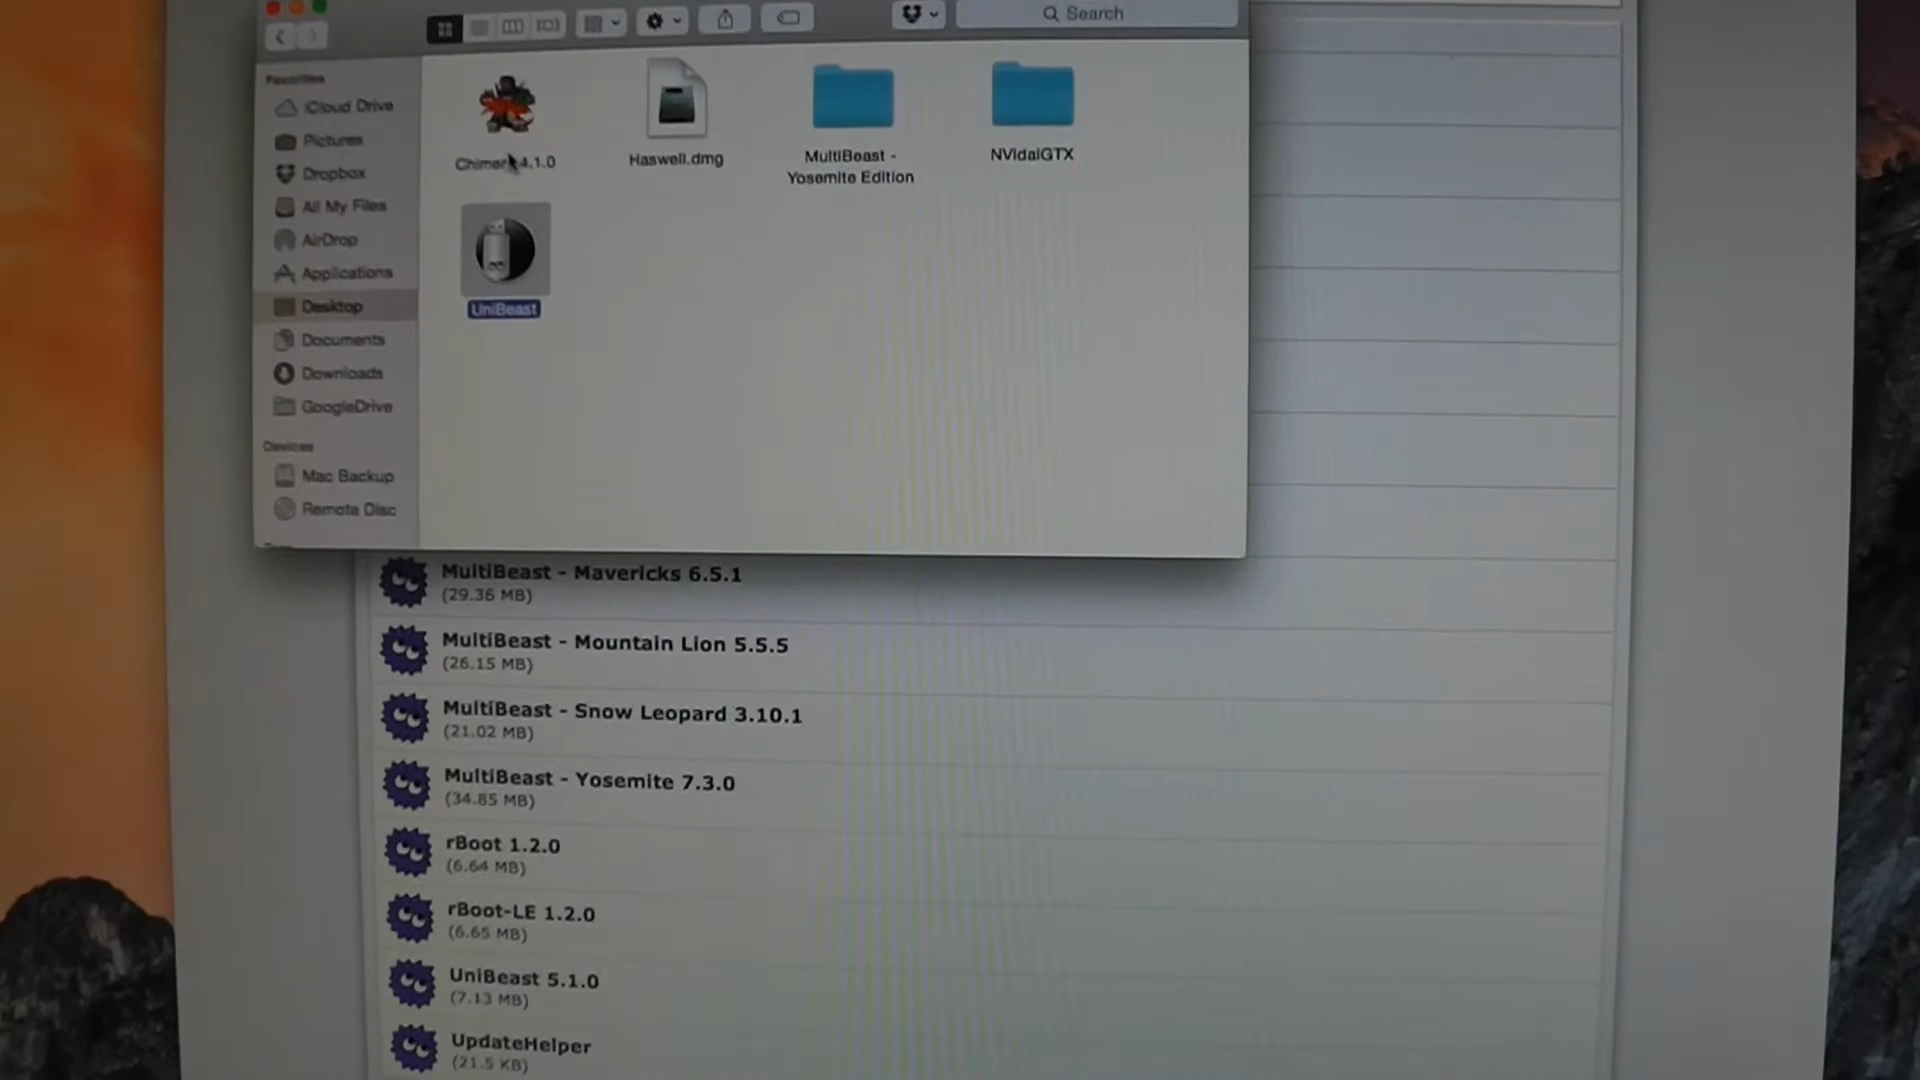 Search
Favorites
iCloud Drive
Pictures
Dropbox
All My Files
AirDrop
Applications
Desktop
Documents
Downloads
GoogleDrive
Devices
Mac Backup
Remote Disc
4.1.0
Haswell.dmg
MultiBeast -
Yosemite Edition
NVidaiGTX
UniBeast
MultiBeast - Mavericks 6.5.1
(29.36 MB)
MultiBeast - Mountain Lion 5.5.5
(26.15 MB)
MultiBeast - Snow Leopard 3.10.1
(21.02 MB)
MultiBeast - Yosemite 7.3.0
(34.85 MB)
rBoot 1.2.0
(6.64 MB)
rBoot-LE 1.2.0
(6.65 MB)
UniBeast 5.1.0
(7.13 MB)
UpdateHelper
(21.5 KB)